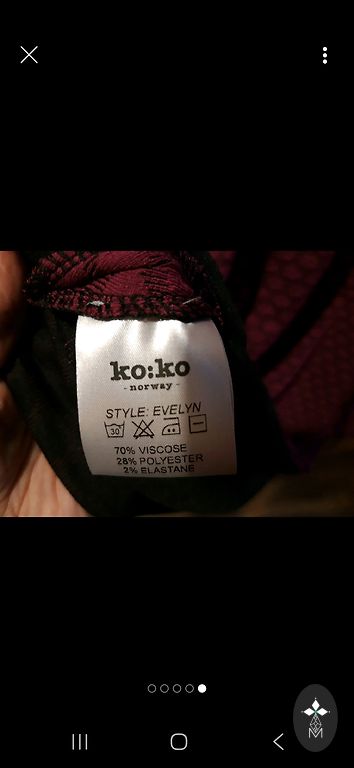 ko:ko
- norway -
STYLE: EVELYN
30
70% VISCOSE
28% POLYESTER
2% ELASTANE
M